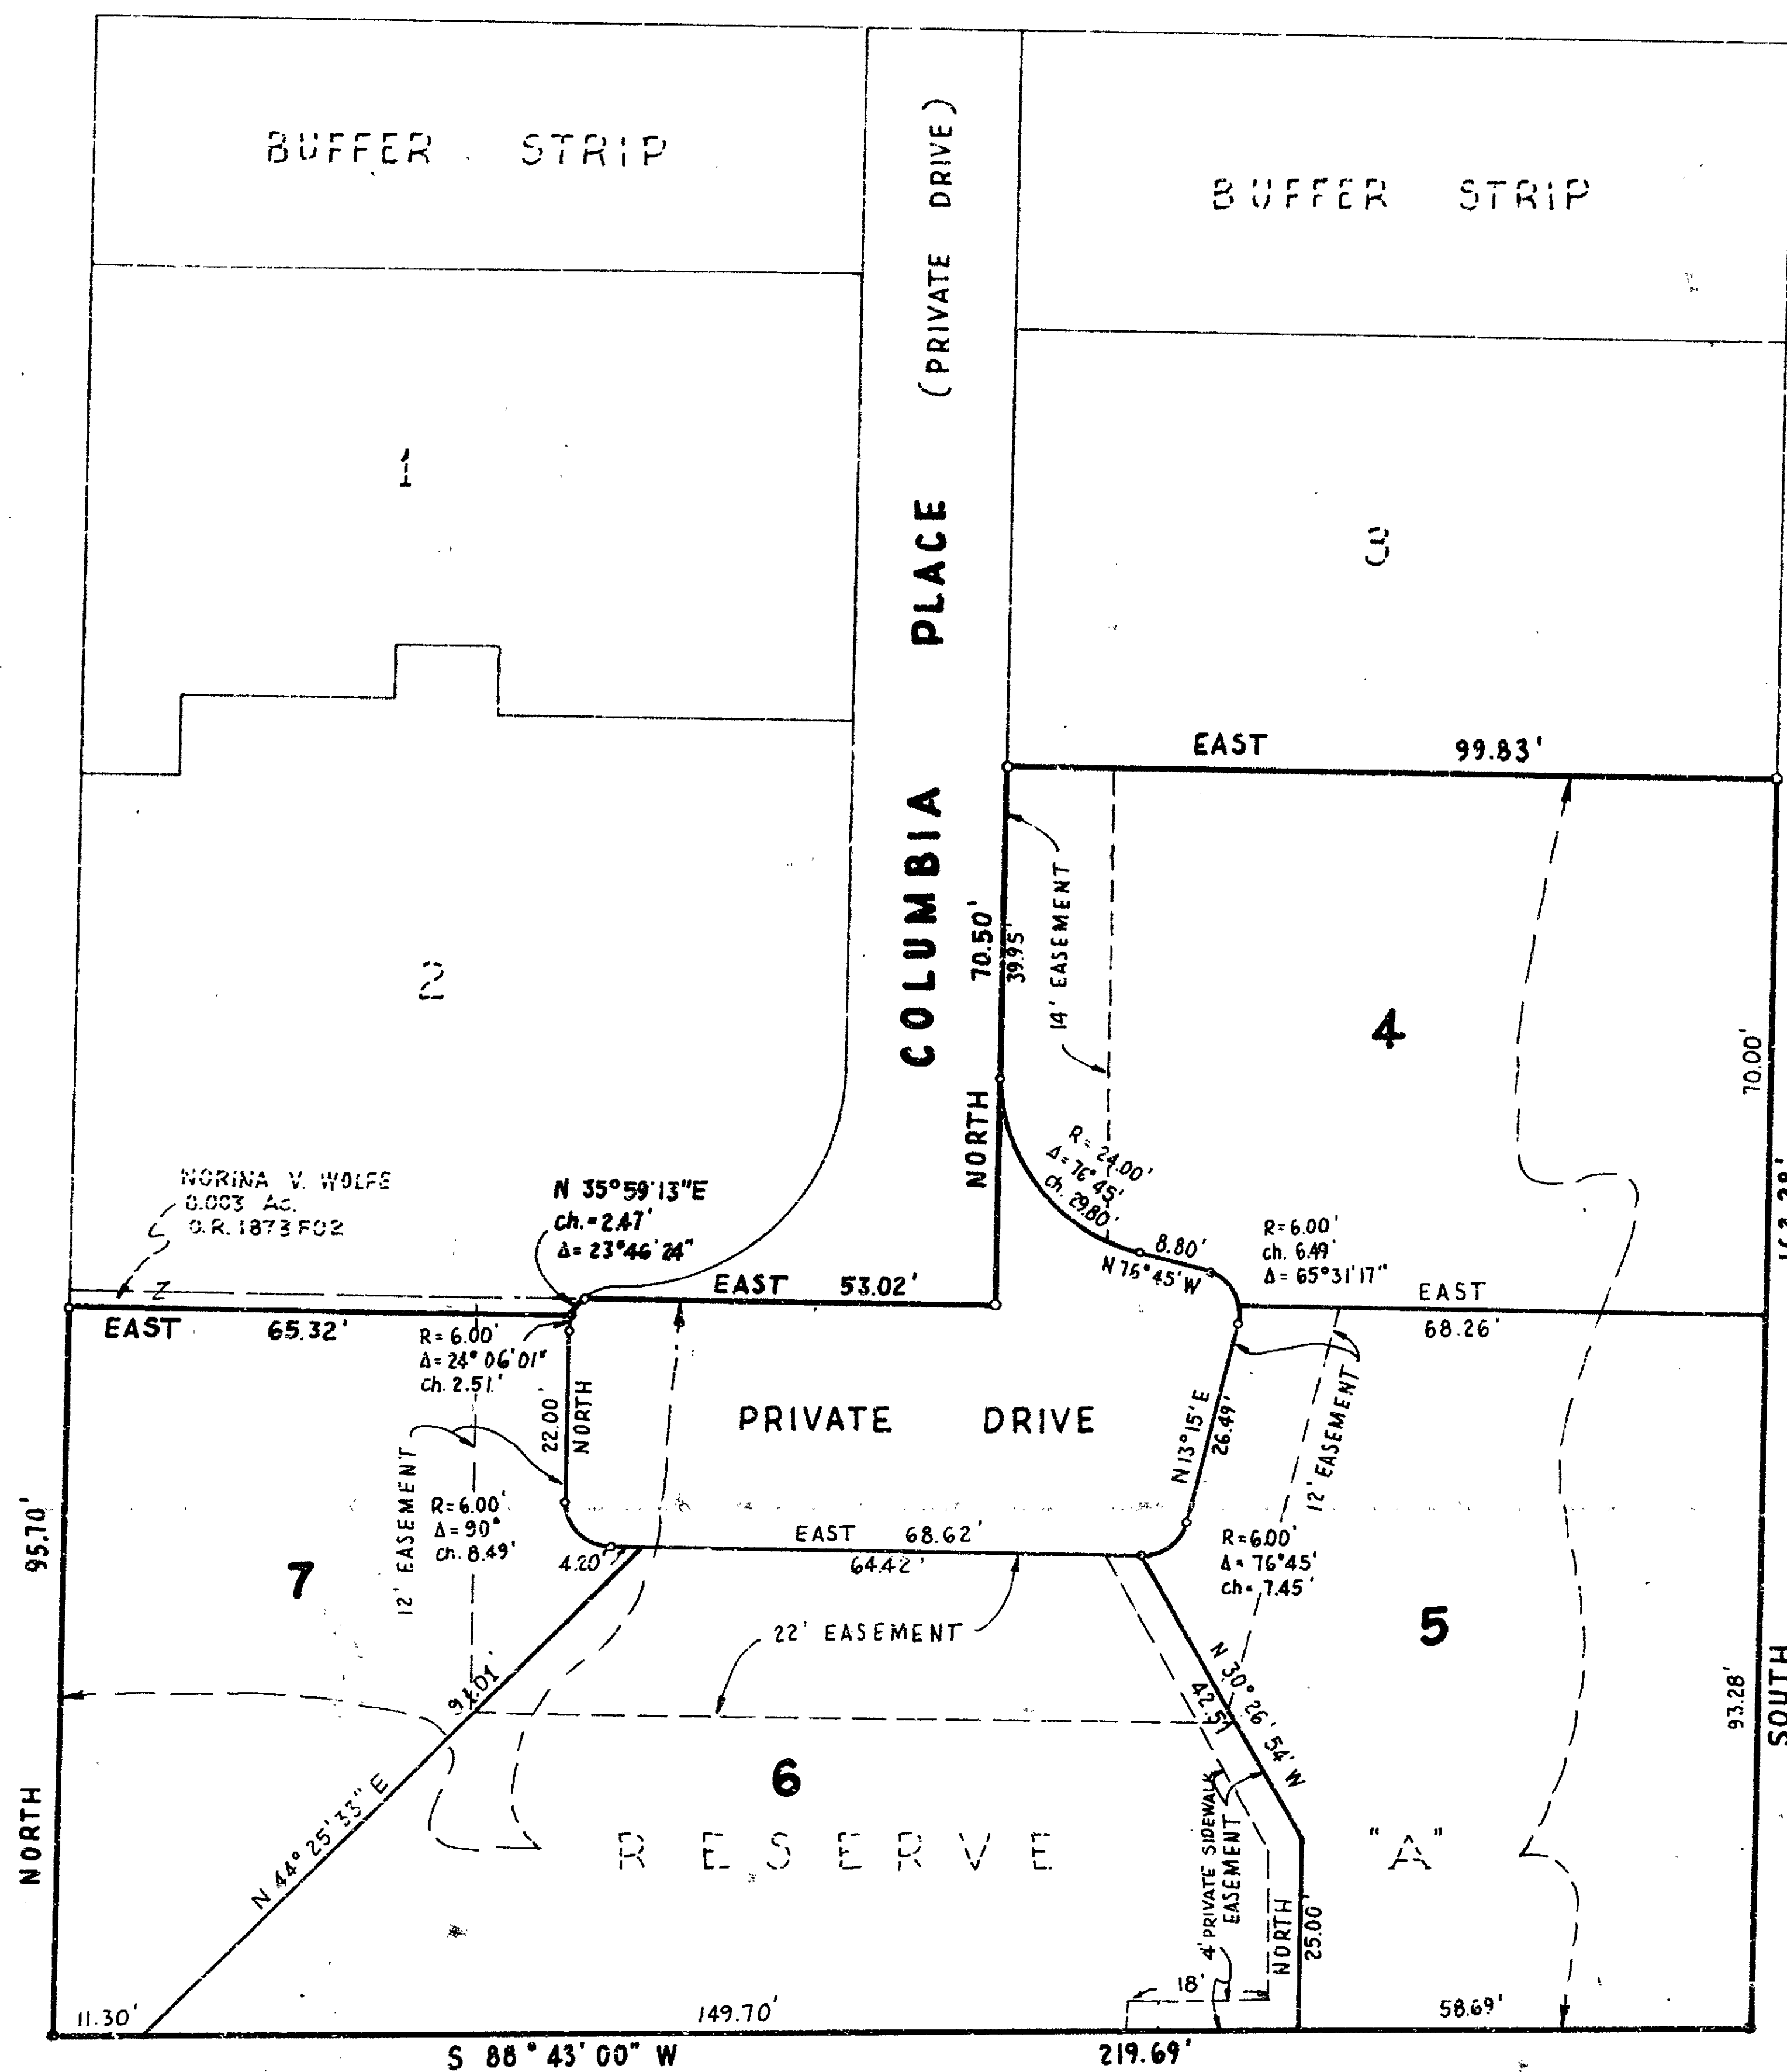 BUFFER STRIP
BUFFER STRIP
COLUMBIA PLACE (PRIVATE DRIVE)
1
3
EAST 99.83'
2
4
14' EASEMENT
70.50'
39.95'
NORTH
70.00'
NORINA V. WOLFE
0.003 Ac.
O.R. 1873 F02
N 35°59'13"E
ch.=2.47'
Δ=23°46'24"
R=24.00'
Δ=76°45'
ch. 29.80'
8.80'
N 76°45'W
R=6.00'
ch. 6.49'
Δ=65°31'17"
EAST 53.02'
EAST
68.26'
EAST 65.32'
R=6.00'
Δ=24°06'01"
ch. 2.51'
22.00'
NORTH
PRIVATE DRIVE
N 13°15'E
26.49'
12' EASEMENT
12' EASEMENT
95.70'
NORTH
R=6.00'
Δ=90°
ch. 8.49'
EAST 68.62'
4.20'
64.42'
R=6.00'
Δ=76°45'
ch= 7.45'
7
22' EASEMENT
5
N 30°26'54"W
42.51'
93.28'
SOUTH
6
N 44°25'33"E
RESERVE "A"
4' PRIVATE SIDEWALK
EASEMENT
NORTH
25.00'
18'
11.30'
149.70'
58.69'
S 88°43'00" W 219.69'